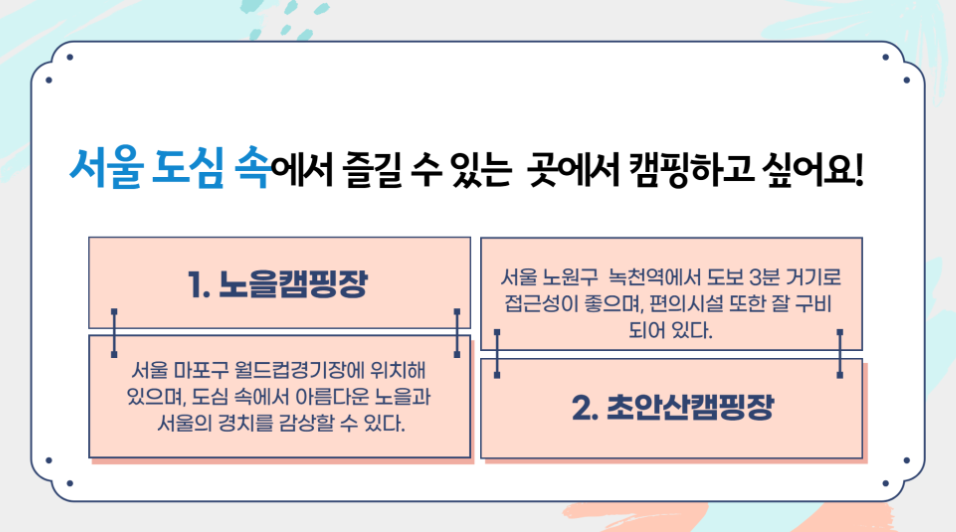 서울 도심 속에서 즐길 수 있는 곳에서 캠핑하고 싶어요!
1. 노을캠핑장
서울 마포구 월드컵경기장에 위치해
있으며, 도심 속에서 아름다운 노을과
서울의 경치를 감상할 수 있다.
서울 노원구 녹천역에서 도보 3분 거기로
접근성이 좋으며, 편의시설 또한 잘 구비
되어 있다.
2. 초안산캠핑장